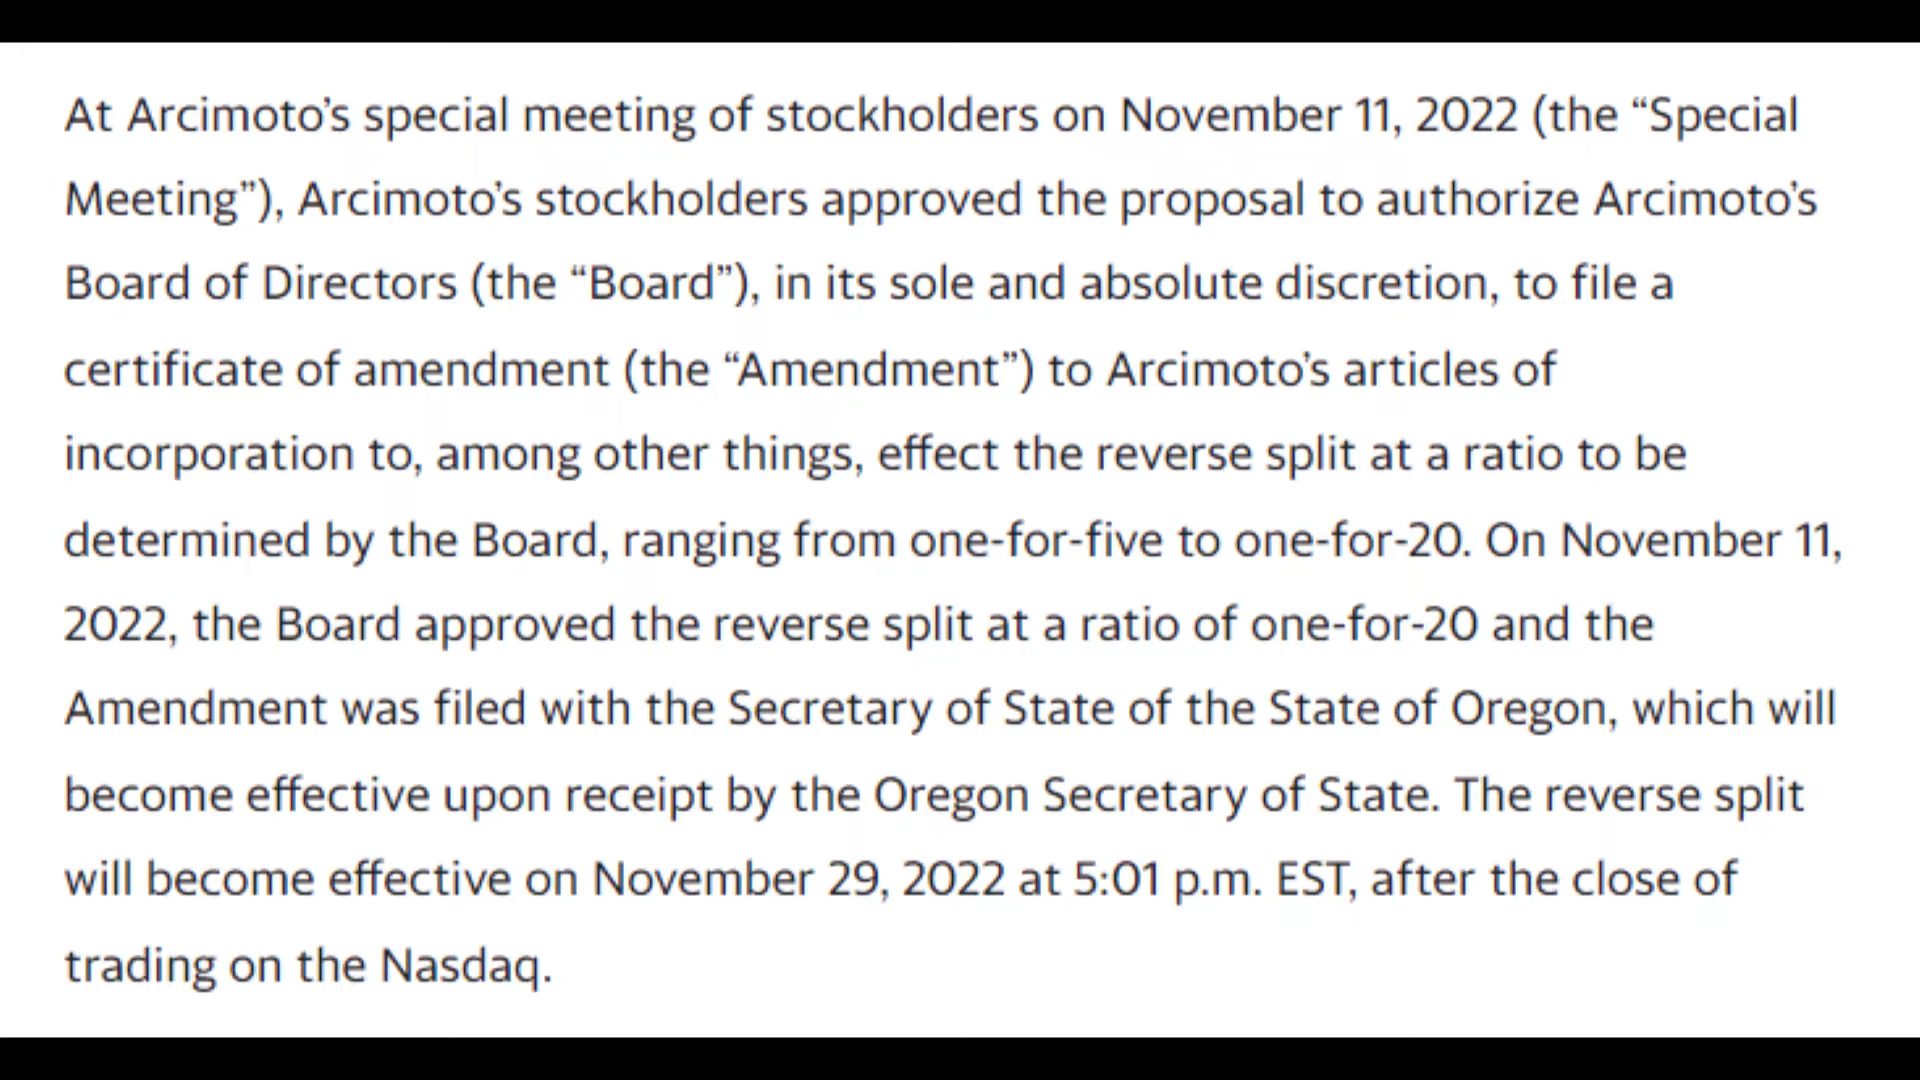 At Arcimoto’s special meeting of stockholders on November 11, 2022 (the “Special
Meeting”), Arcimoto’s stockholders approved the proposal to authorize Arcimoto’s
Board of Directors (the “Board”), in its sole and absolute discretion, to file a
certificate of amendment (the “Amendment”) to Arcimoto’s articles of
incorporation to, among other things, effect the reverse split at a ratio to be
determined by the Board, ranging from one-for-five to one-for-20. On November 11,
2022, the Board approved the reverse split at a ratio of one-for-20 and the
Amendment was filed with the Secretary of State of the State of Oregon, which will
become effective upon receipt by the Oregon Secretary of State. The reverse split
will become effective on November 29, 2022 at 5:01 p.m. EST, after the close of
trading on the Nasdaq.